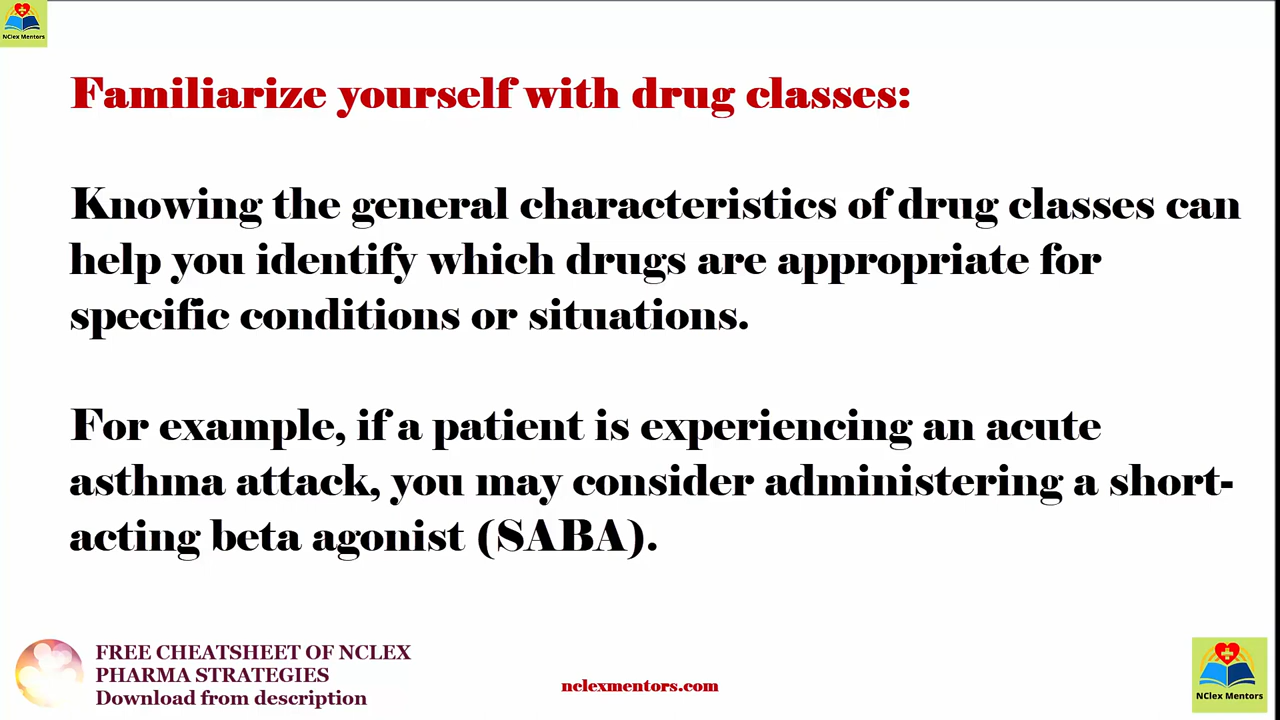 NClex Mentors
Familiarize yourself with drug classes:
Knowing the general characteristics of drug classes can
help you identify which drugs are appropriate for
specific conditions or situations.
For example, if a patient is experiencing an acute
asthma attack, you may consider administering a short-
acting beta agonist (SABA).
FREE CHEATSHEET OF NCLEX
PHARMA STRATEGIES
Download from description
nclexmentors.com
NClex Mentors